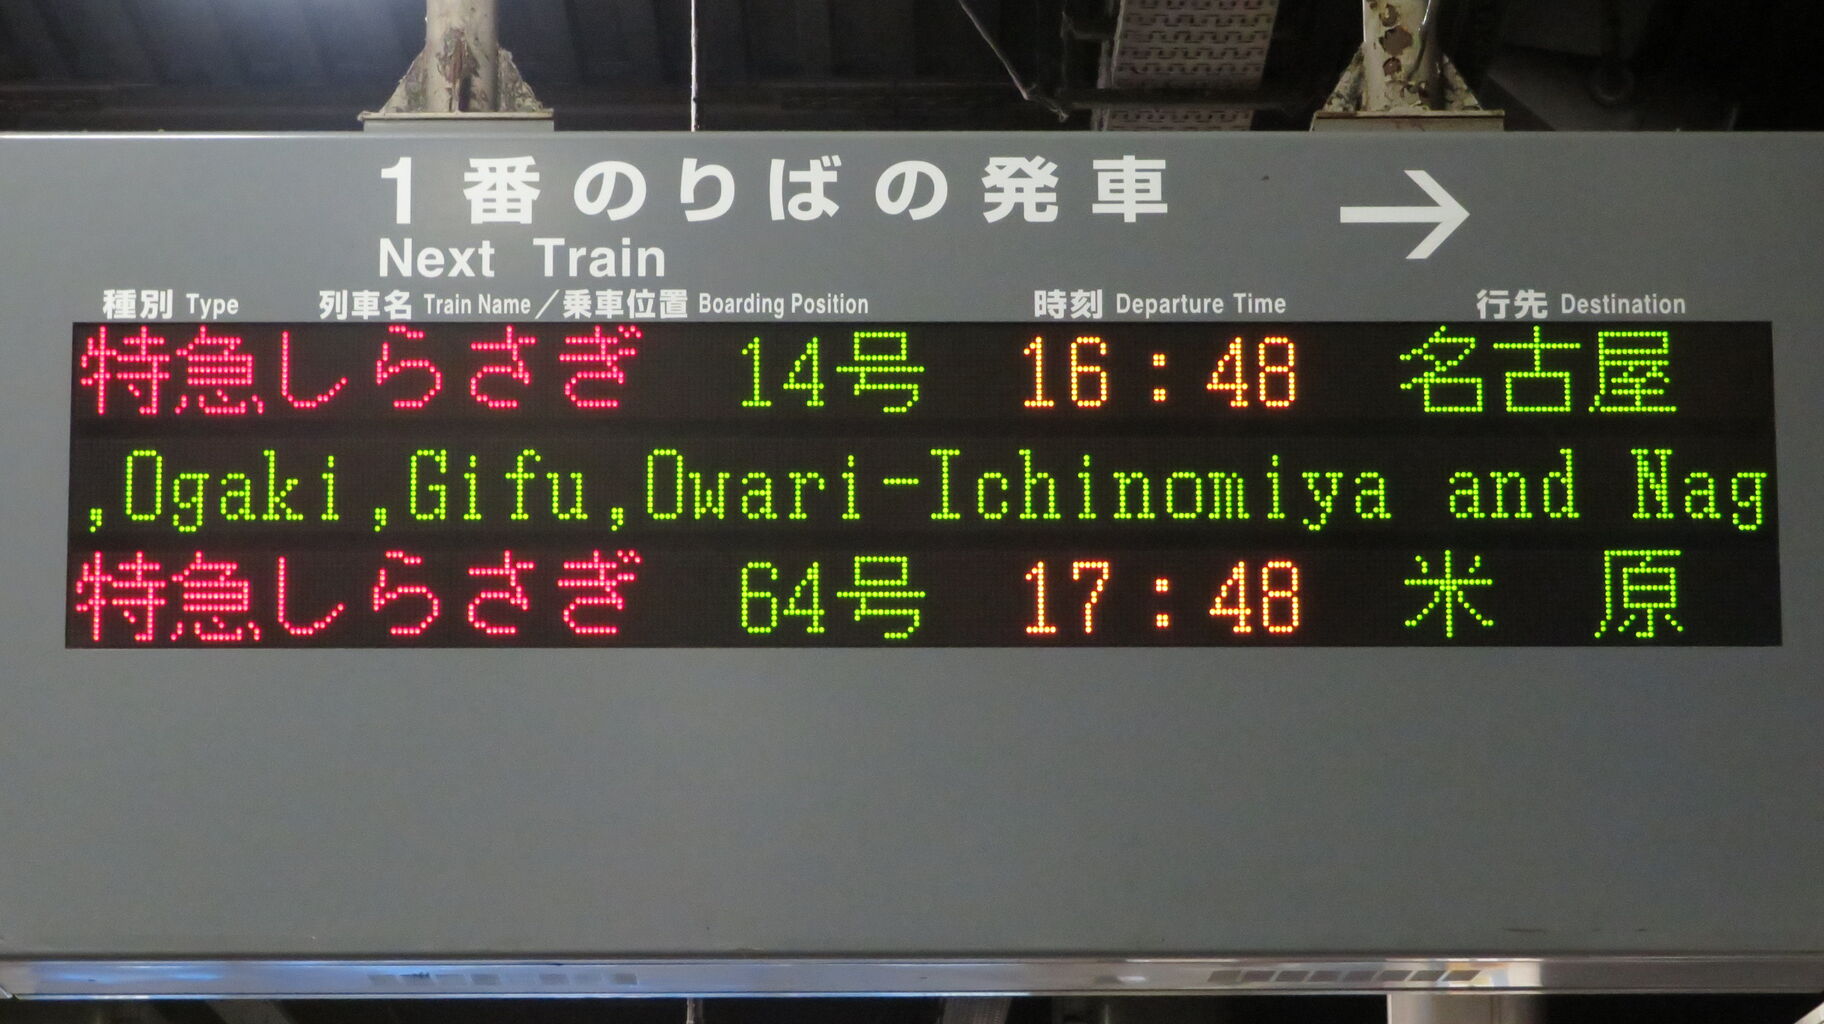 1番のりばの発車 →
Next Train
種別 Type 列車名 Train Name／乗車位置 Boarding Position 時刻 Departure Time 行先 Destination
特急しらさぎ 14号 16:48 名古屋
,Ogaki,Gifu,Owari-Ichinomiya and Nag
特急しらさぎ 64号 17:48 米原